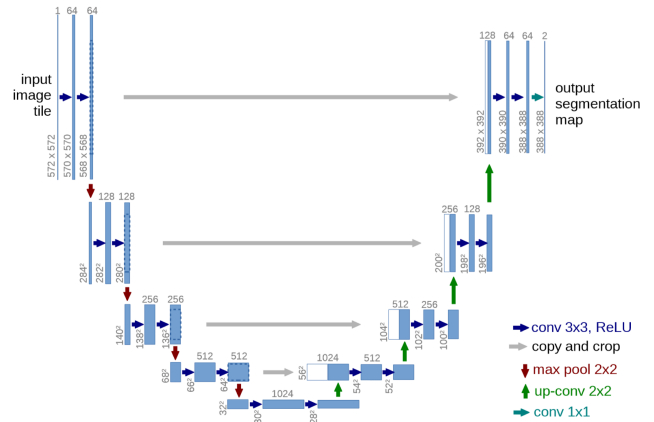 1 64 64
128 64 64 2
input
image
tile
output
segmentation
map
572 x 572
570 x 570
568 x 568
392 x 392
390 x 390
388 x 388
388 x 388
128 128
256 128
284²
282²
280²
200²
198²
196²
256 256
512 256
140²
138²
136²
104²
102²
100²
512 512
1024 512
68²
66²
64²
56²
54²
52²
1024
32²
30²
28²
conv 3x3, ReLU
copy and crop
max pool 2x2
up-conv 2x2
conv 1x1